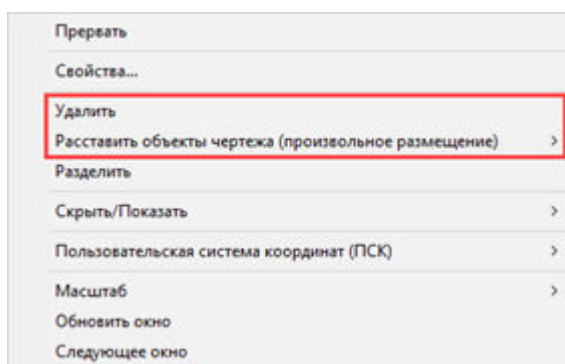 Прервать
Свойства...
Удалить
Расставить объекты чертежа (произвольное размещение)
Разделить
Скрыть/Показать
Пользовательская система координат (ПСК)
Масштаб
Обновить окно
Следующее окно